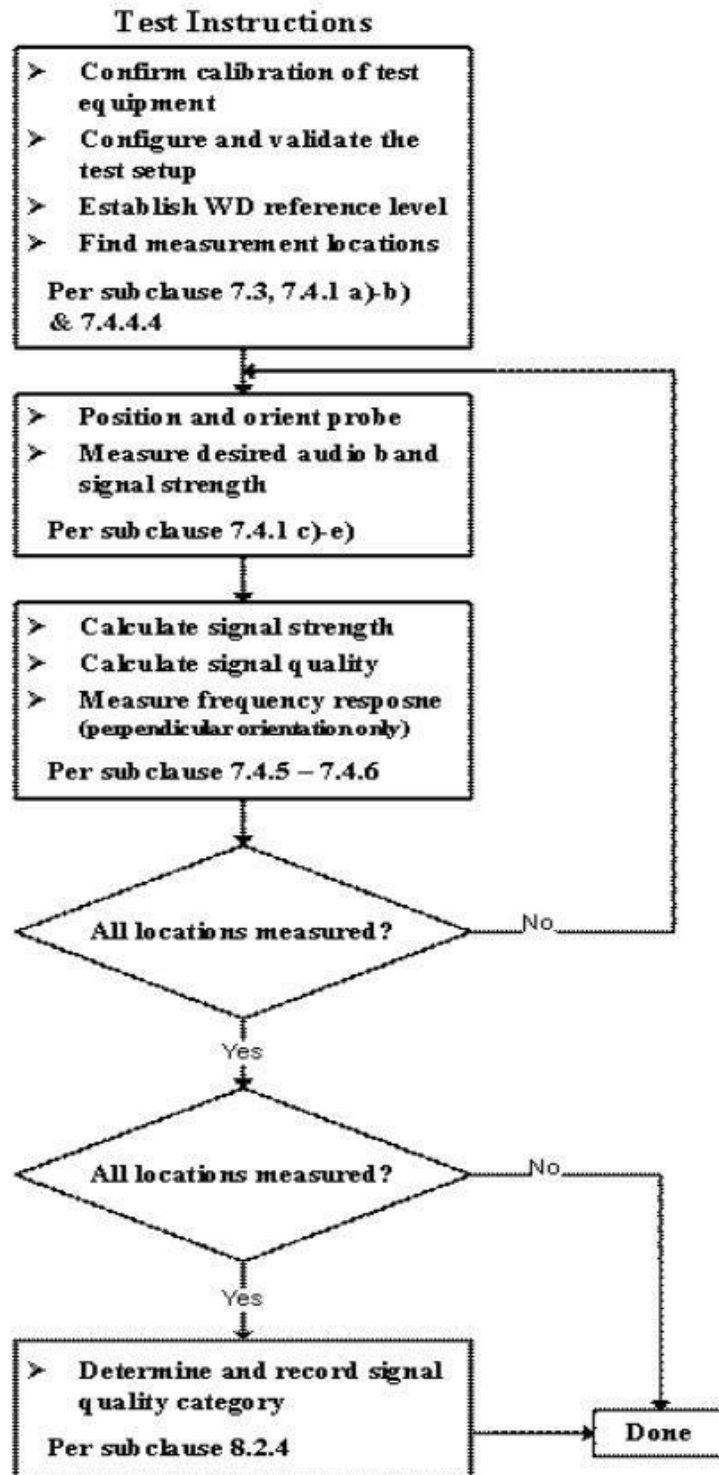 Test Instructions
➢ Confirm calibration of test
equipment
➢ Configure and validate the
test setup
➢ Establish WD reference level
➢ Find measurement locations
Per subclause 7.3, 7.4.1 a)-b)
& 7.4.4.4
➢ Position and orient probe
➢ Measure desired audio band
signal strength
Per subclause 7.4.1 c)-e)
➢ Calculate signal strength
➢ Calculate signal quality
➢ Measure frequency resposne
(perpendicular orientation only)
Per subclause 7.4.5 – 7.4.6
All locations measured?
No
Yes
All locations measured?
No
Yes
➢ Determine and record signal
quality category
Per subclause 8.2.4
Done